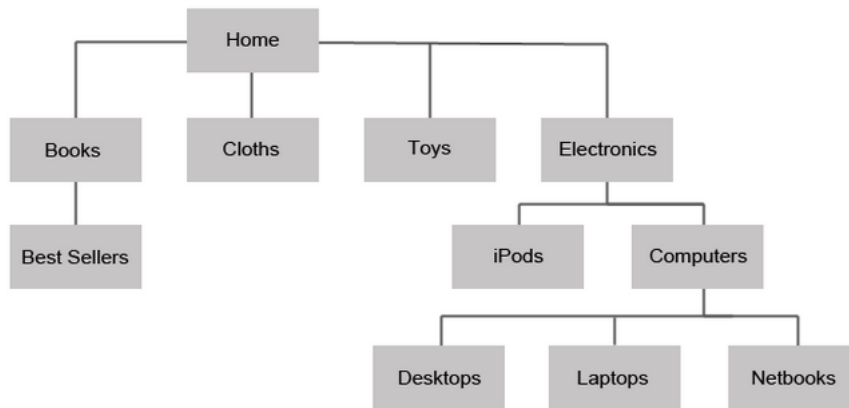 Home
Books
Cloths
Toys
Electronics
Best Sellers
iPods
Computers
Desktops
Laptops
Netbooks